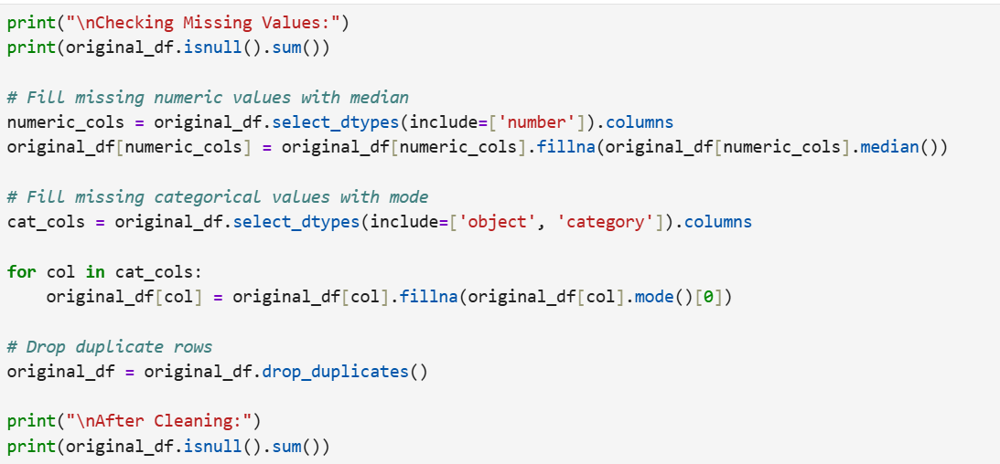 print("\nChecking Missing Values:")
print(original_df.isnull().sum())
# Fill missing numeric values with median
numeric_cols = original_df.select_dtypes(include=['number']).columns
original_df[numeric_cols] = original_df[numeric_cols].fillna(original_df[numeric_cols].median())
# Fill missing categorical values with mode
cat_cols = original_df.select_dtypes(include=['object', 'category']).columns
for col in cat_cols:
    original_df[col] = original_df[col].fillna(original_df[col].mode()[0])
# Drop duplicate rows
original_df = original_df.drop_duplicates()
print("\nAfter Cleaning:")
print(original_df.isnull().sum())